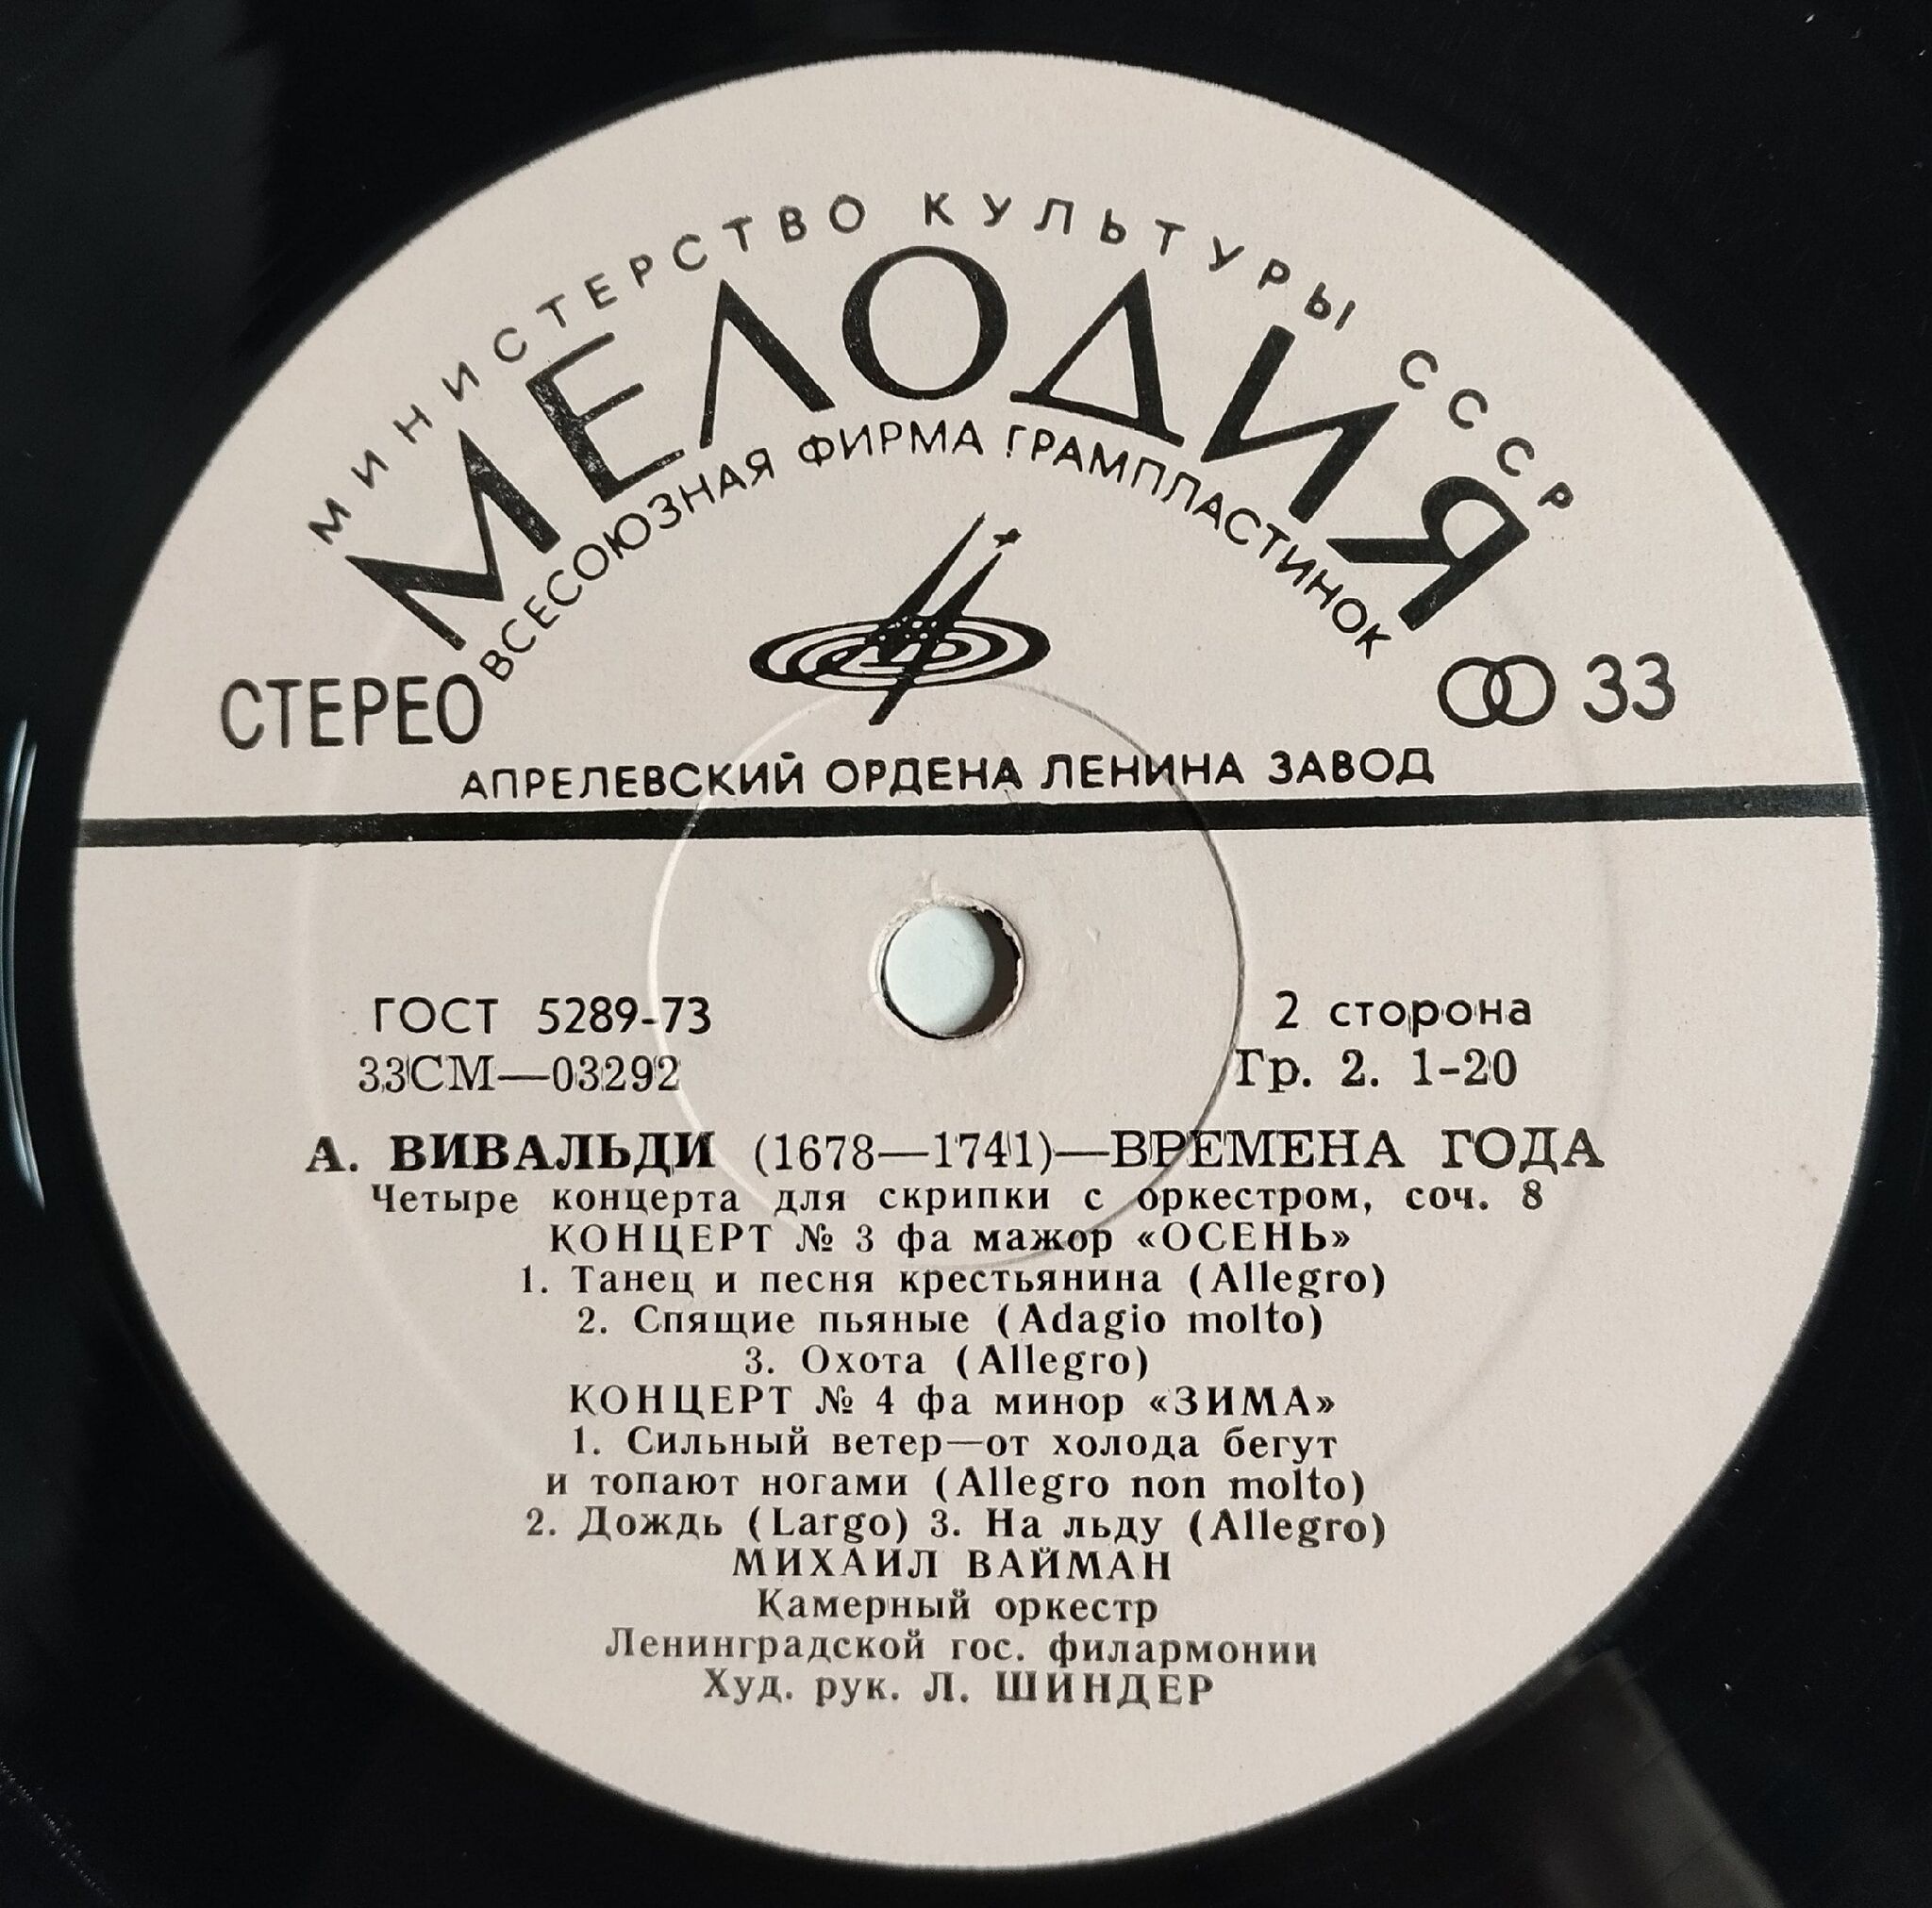 МИНИСТЕРСТВО КУЛЬТУРЫ СССР
МЕЛОДИЯ
ВСЕСОЮЗНАЯ ФИРМА ГРАМПЛАСТИНОК
СТЕРЕО
33
АПРЕЛЕВСКИЙ ОРДЕНА ЛЕНИНА ЗАВОД
ГОСТ 5289-73
2 сторона
33СМ—03292
Гр. 2. 1-20
А. ВИВАЛЬДИ (1678—1741)—ВРЕМЕНА ГОДА
Четыре концерта для скрипки с оркестром, соч. 8
КОНЦЕРТ № 3 фа мажор «ОСЕНЬ»
1. Танец и песня крестьянина (Allegro)
2. Спящие пьяные (Adagio molto)
3. Охота (Allegro)
КОНЦЕРТ № 4 фа минор «ЗИМА»
1. Сильный ветер—от холода бегут
и топают ногами (Allegro non molto)
2. Дождь (Largo) 3. На льду (Allegro)
МИХАИЛ ВАЙМАН
Камерный оркестр
Ленинградской гос. филармонии
Худ. рук. Л. ШИНДЕР